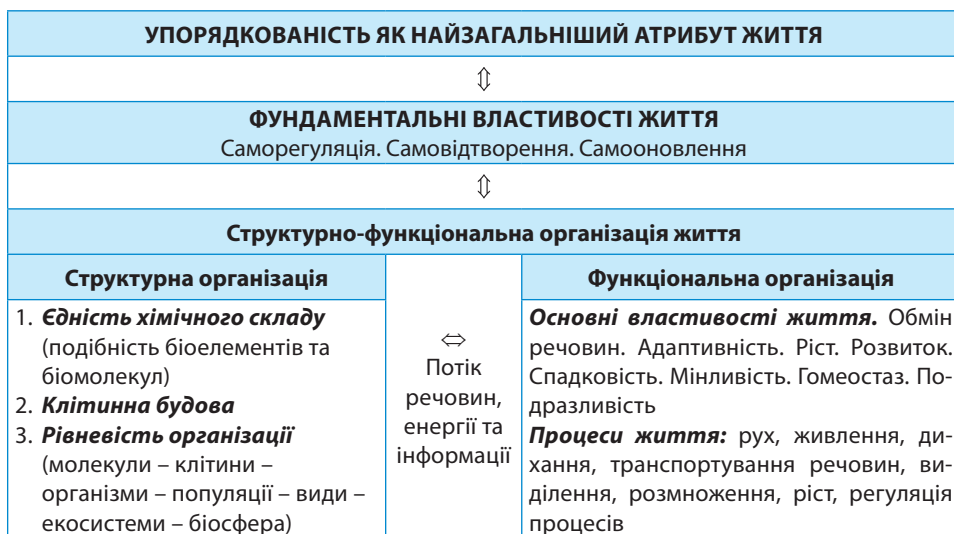 УПОРЯДКОВАНІСТЬ ЯК НАЙЗАГАЛЬНІШИЙ АТРИБУТ ЖИТТЯ
⇕
ФУНДАМЕНТАЛЬНІ ВЛАСТИВОСТІ ЖИТТЯ
Саморегуляція. Самовідтворення. Самооновлення
⇕
Структурно-функціональна організація життя
Структурна організація
1. Єдність хімічного складу
(подібність біоелементів та
біомолекул)
2. Клітинна будова
3. Рівневість організації
(молекули – клітини –
організми – популяції – види –
екосистеми – біосфера)
⇔
Потік
речовин,
енергії та
інформації
Функціональна організація
Основні властивості життя. Обмін
речовин. Адаптивність. Ріст. Розвиток.
Спадковість. Мінливість. Гомеостаз. По-
дразливість
Процеси життя: рух, живлення, ди-
хання, транспортування речовин, ви-
ділення, розмноження, ріст, регуляція
процесів